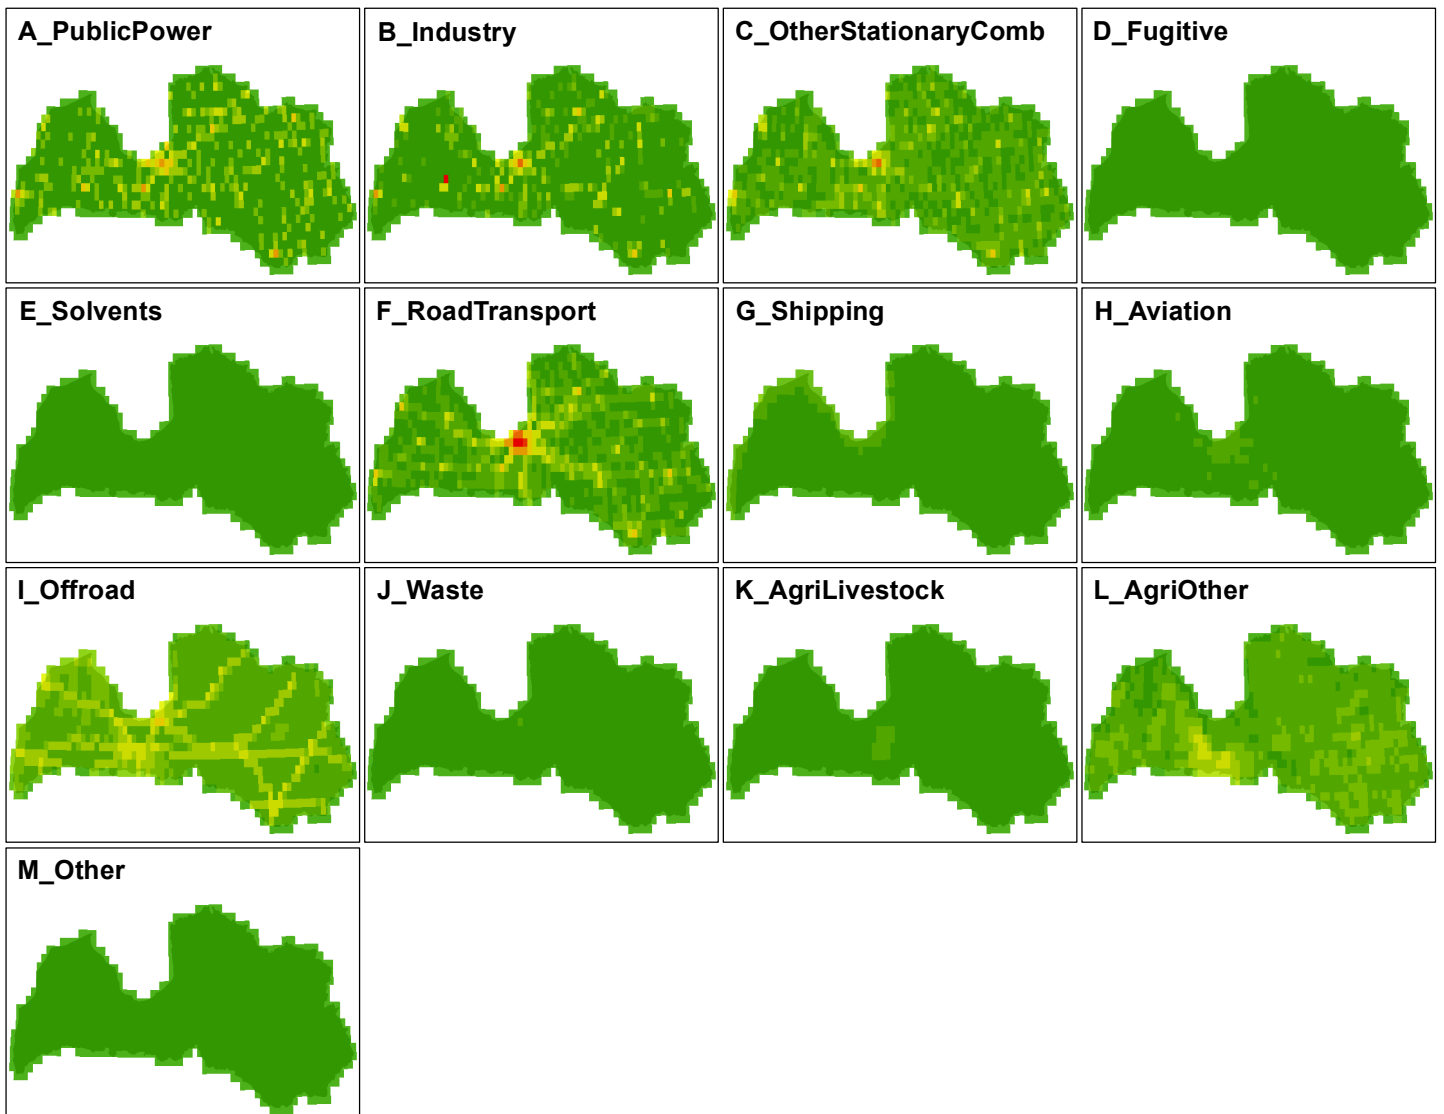 A_PublicPower
B_Industry
C_OtherStationaryComb
D_Fugitive
E_Solvents
F_RoadTransport
G_Shipping
H_Aviation
I_Offroad
J_Waste
K_AgriLivestock
L_AgriOther
M_Other